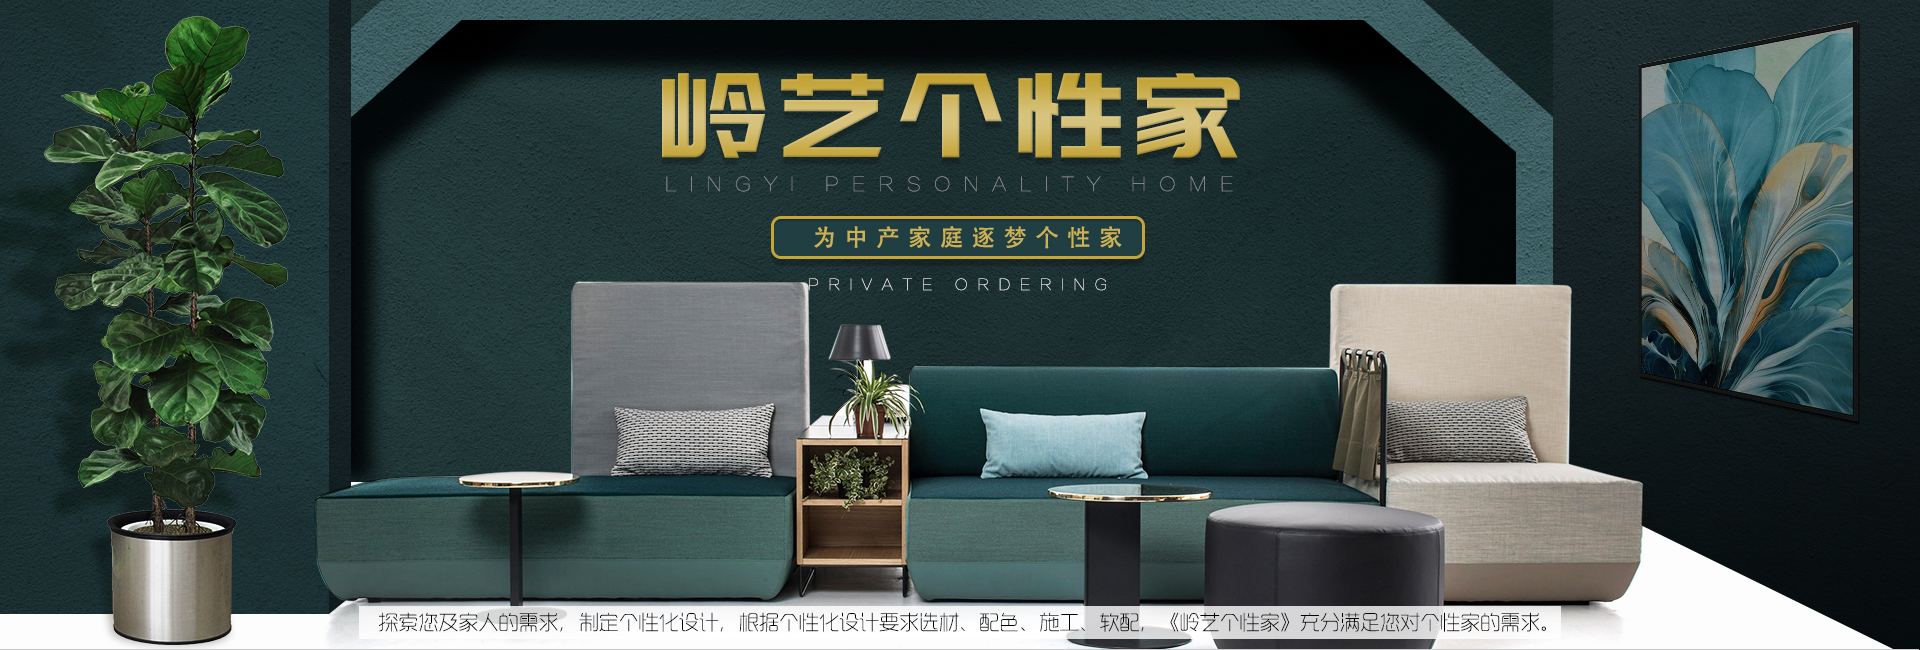 岭艺个性家
LINGYI PERSONALITY HOME
为中产家庭逐梦个性家
PRIVATE ORDERING
探索您及家人的需求，制定个性化设计，根据个性化设计要求选材、配色、施工、软配，《岭艺个性家》充分满足您对个性家的需求。